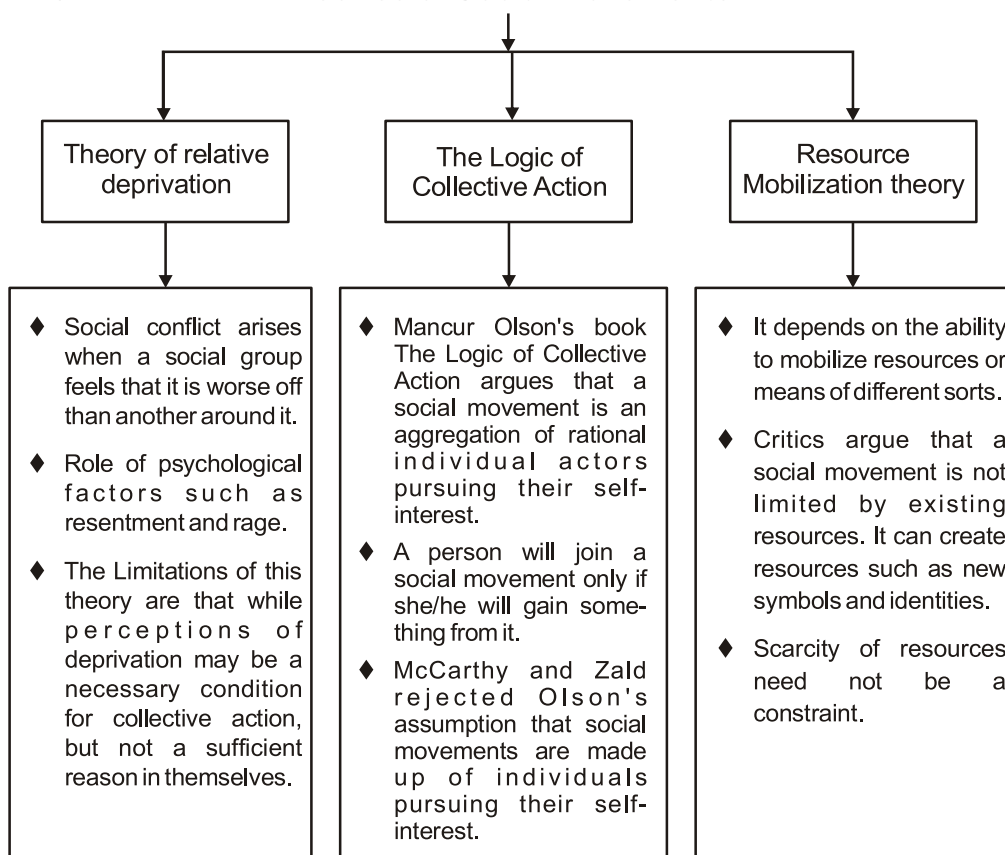 Theory of relative
deprivation
The Logic of
Collective Action
Resource
Mobilization theory
♦ Social conflict arises
when a social group
feels that it is worse off
than another around it.
♦ Role of psychological
factors such as
resentment and rage.
♦ The Limitations of this
theory are that while
perceptions of
deprivation may be a
necessary condition
for collective action,
but not a sufficient
reason in themselves.
♦ Mancur Olson's book
The Logic of Collective
Action argues that a
social movement is an
aggregation of rational
individual actors
pursuing their self-
interest.
♦ A person will join a
social movement only if
she/he will gain some-
thing from it.
♦ McCarthy and Zald
rejected Olson's
assumption that social
movements are made
up of individuals
pursuing their self-
interest.
♦ It depends on the ability
to mobilize resources or
means of different sorts.
♦ Critics argue that a
social movement is not
limited by existing
resources. It can create
resources such as new
symbols and identities.
♦ Scarcity of resources
need not be a
constraint.